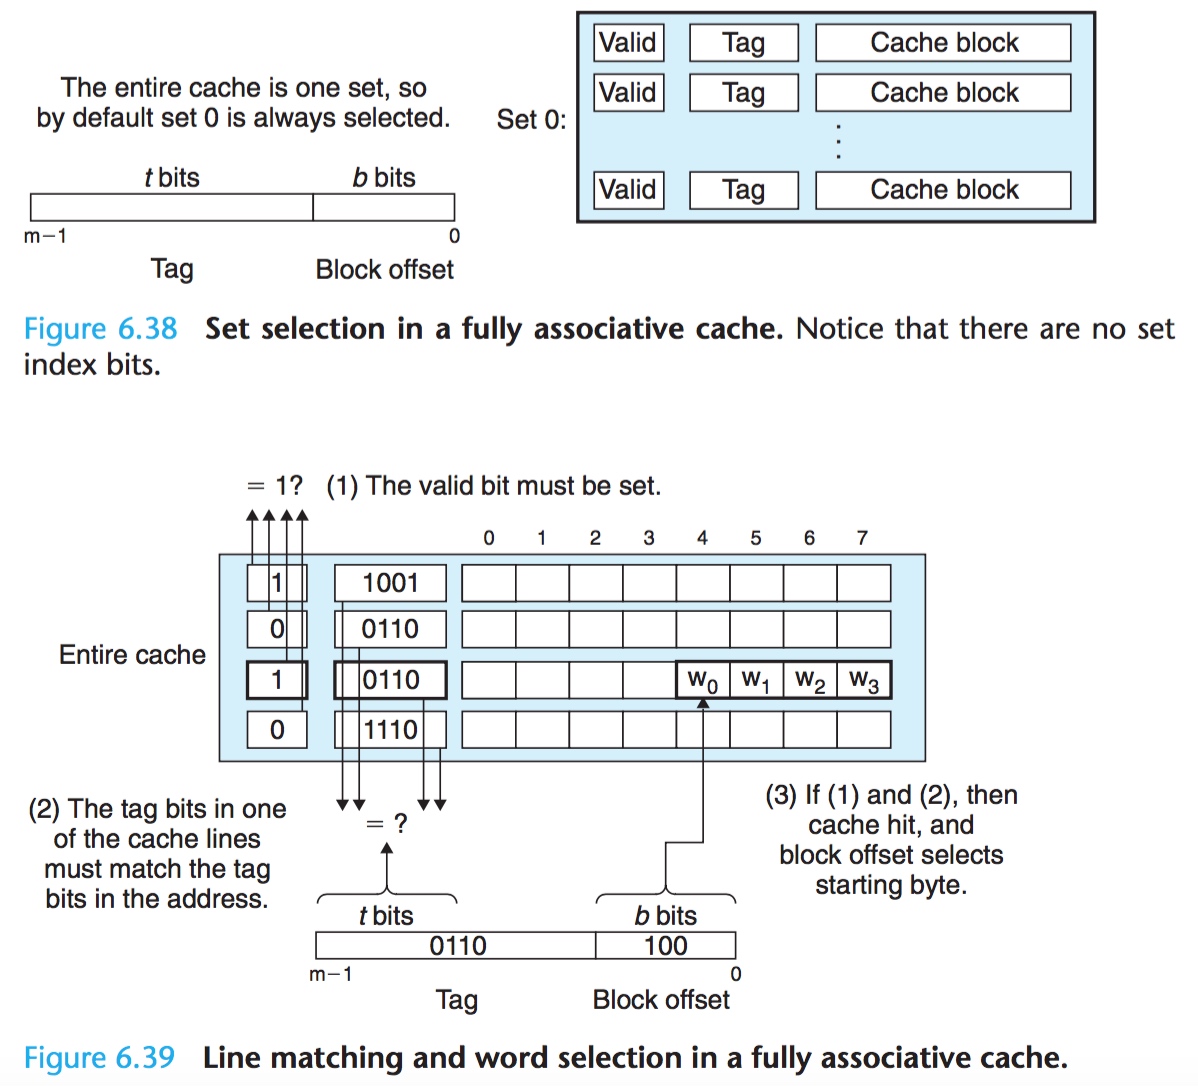 The entire cache is one set, so
by default set 0 is always selected.
t bits b bits
m−1 0
Tag Block offset
Set 0:
Valid Tag Cache block
Valid Tag Cache block
⋮
Valid Tag Cache block
Figure 6.38 Set selection in a fully associative cache. Notice that there are no set
index bits.
= 1? (1) The valid bit must be set.
0 1 2 3 4 5 6 7
1 1001
0 0110
Entire cache
1 0110 w0 w1 w2 w3
0 1110
(2) The tag bits in one
of the cache lines
must match the tag
bits in the address.
= ?
(3) If (1) and (2), then
cache hit, and
block offset selects
starting byte.
t bits b bits
0110 100
m−1 0
Tag Block offset
Figure 6.39 Line matching and word selection in a fully associative cache.